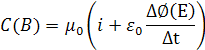 C(B) = μ₀ (i + ε₀ ΔØ(E)/Δt)